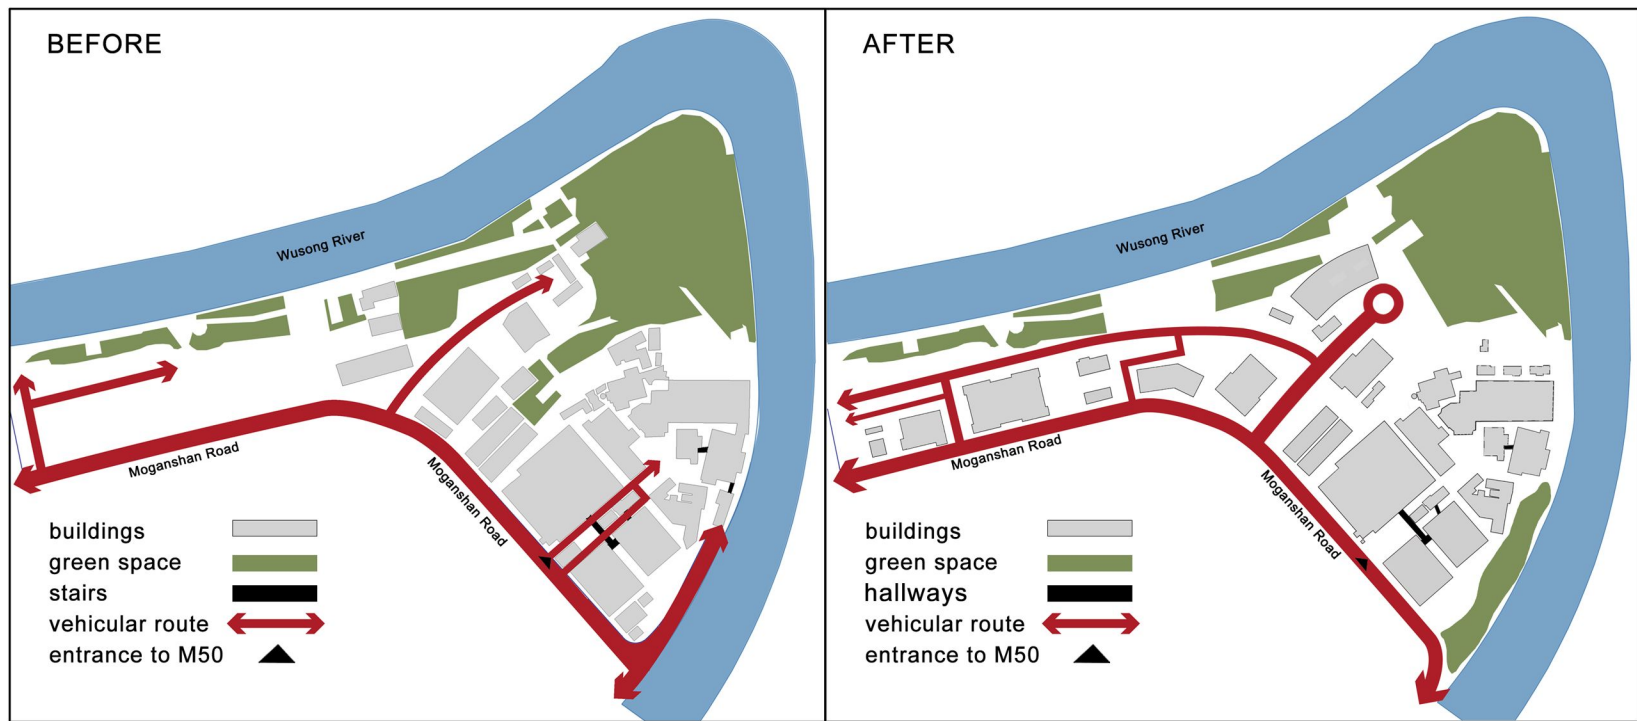 BEFORE
Wusong River
Moganshan Road
Moganshan Road
buildings
green space
stairs
vehicular route
entrance to M50
AFTER
Wusong River
Moganshan Road
Moganshan Road
buildings
green space
hallways
vehicular route
entrance to M50